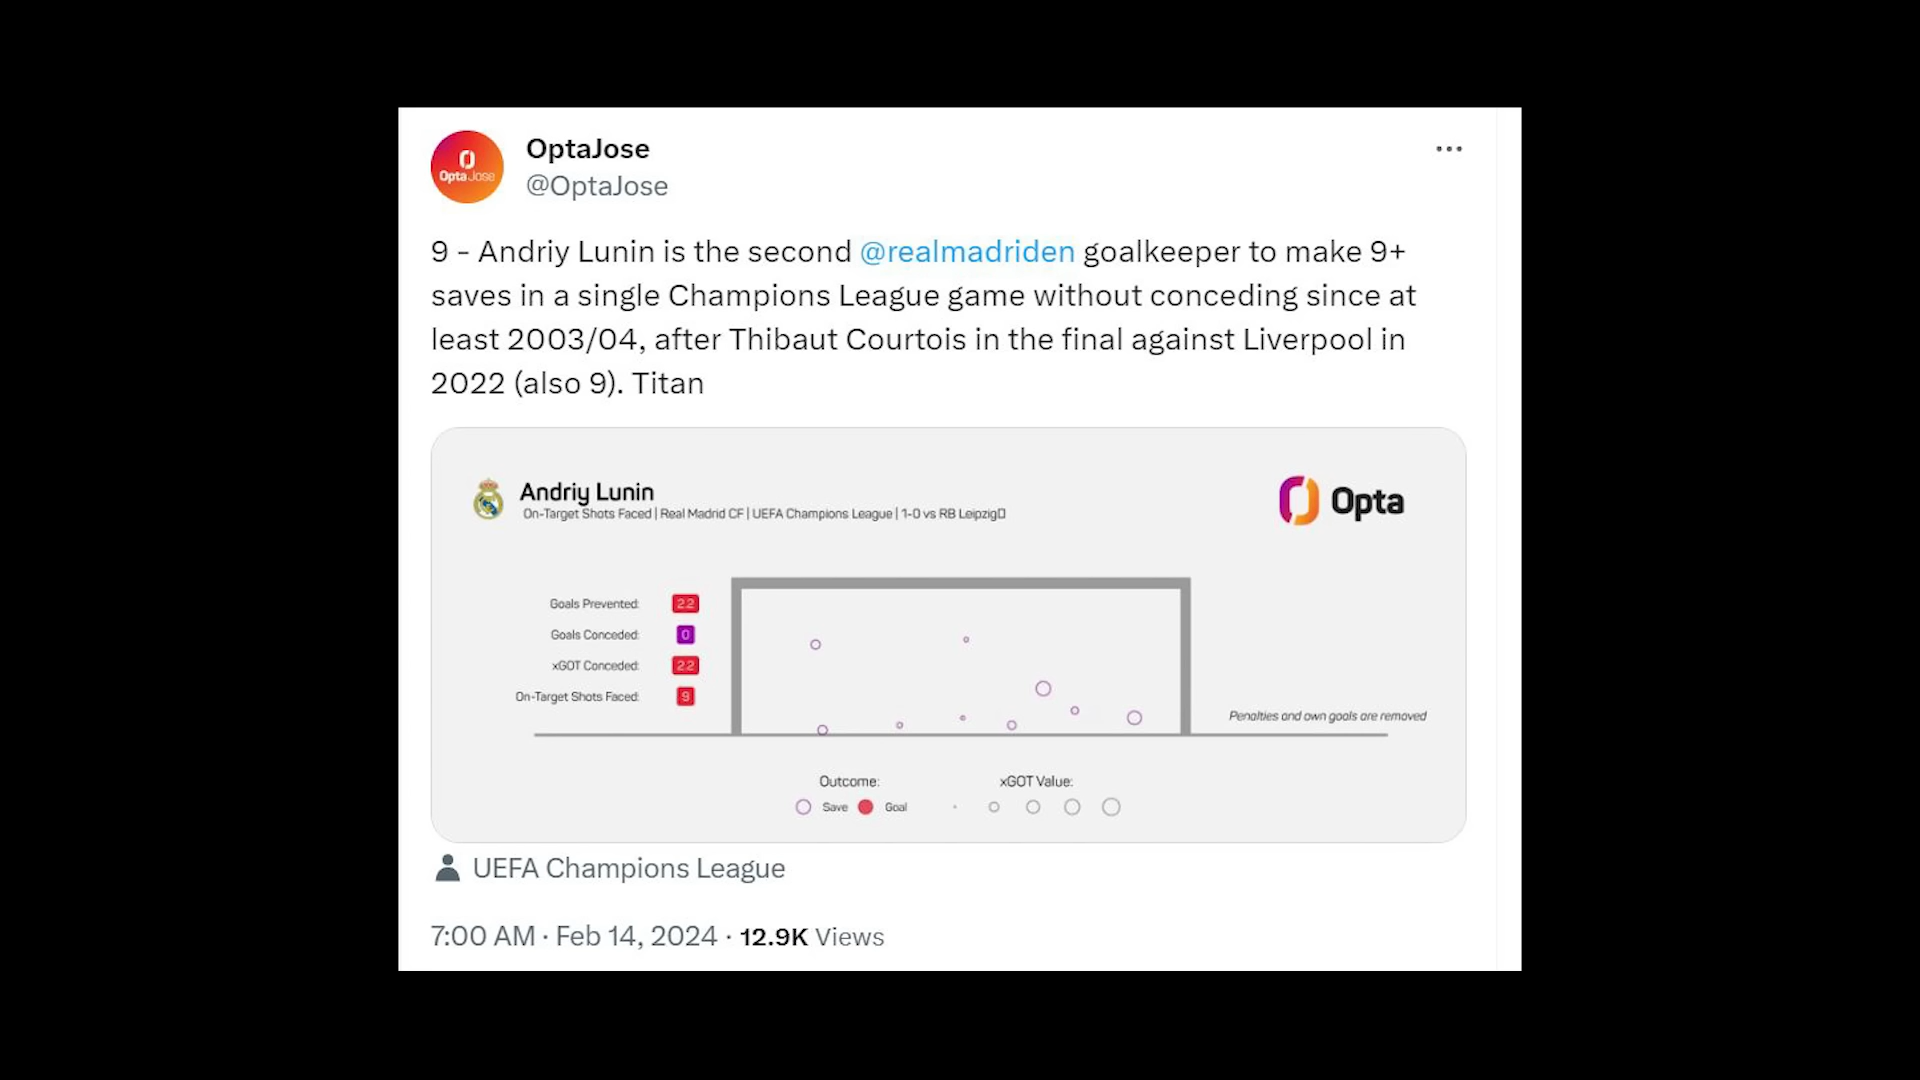 OptaJose
@OptaJose
Opta Jose
9 - Andriy Lunin is the second @realmadriden goalkeeper to make 9+
saves in a single Champions League game without conceding since at
least 2003/04, after Thibaut Courtois in the final against Liverpool in
2022 (also 9). Titan
Andriy Lunin
On-Target Shots Faced | Real Madrid CF | UEFA Champions League | 1-0 vs RB Leipzig
Opta
Goals Prevented: 2.2
Goals Conceded: 0
xGOT Conceded: 2.2
On-Target Shots Faced: 9
Penalties and own goals are removed
Outcome: xGOT Value:
Save Goal
UEFA Champions League
7:00 AM · Feb 14, 2024 · 12.9K Views